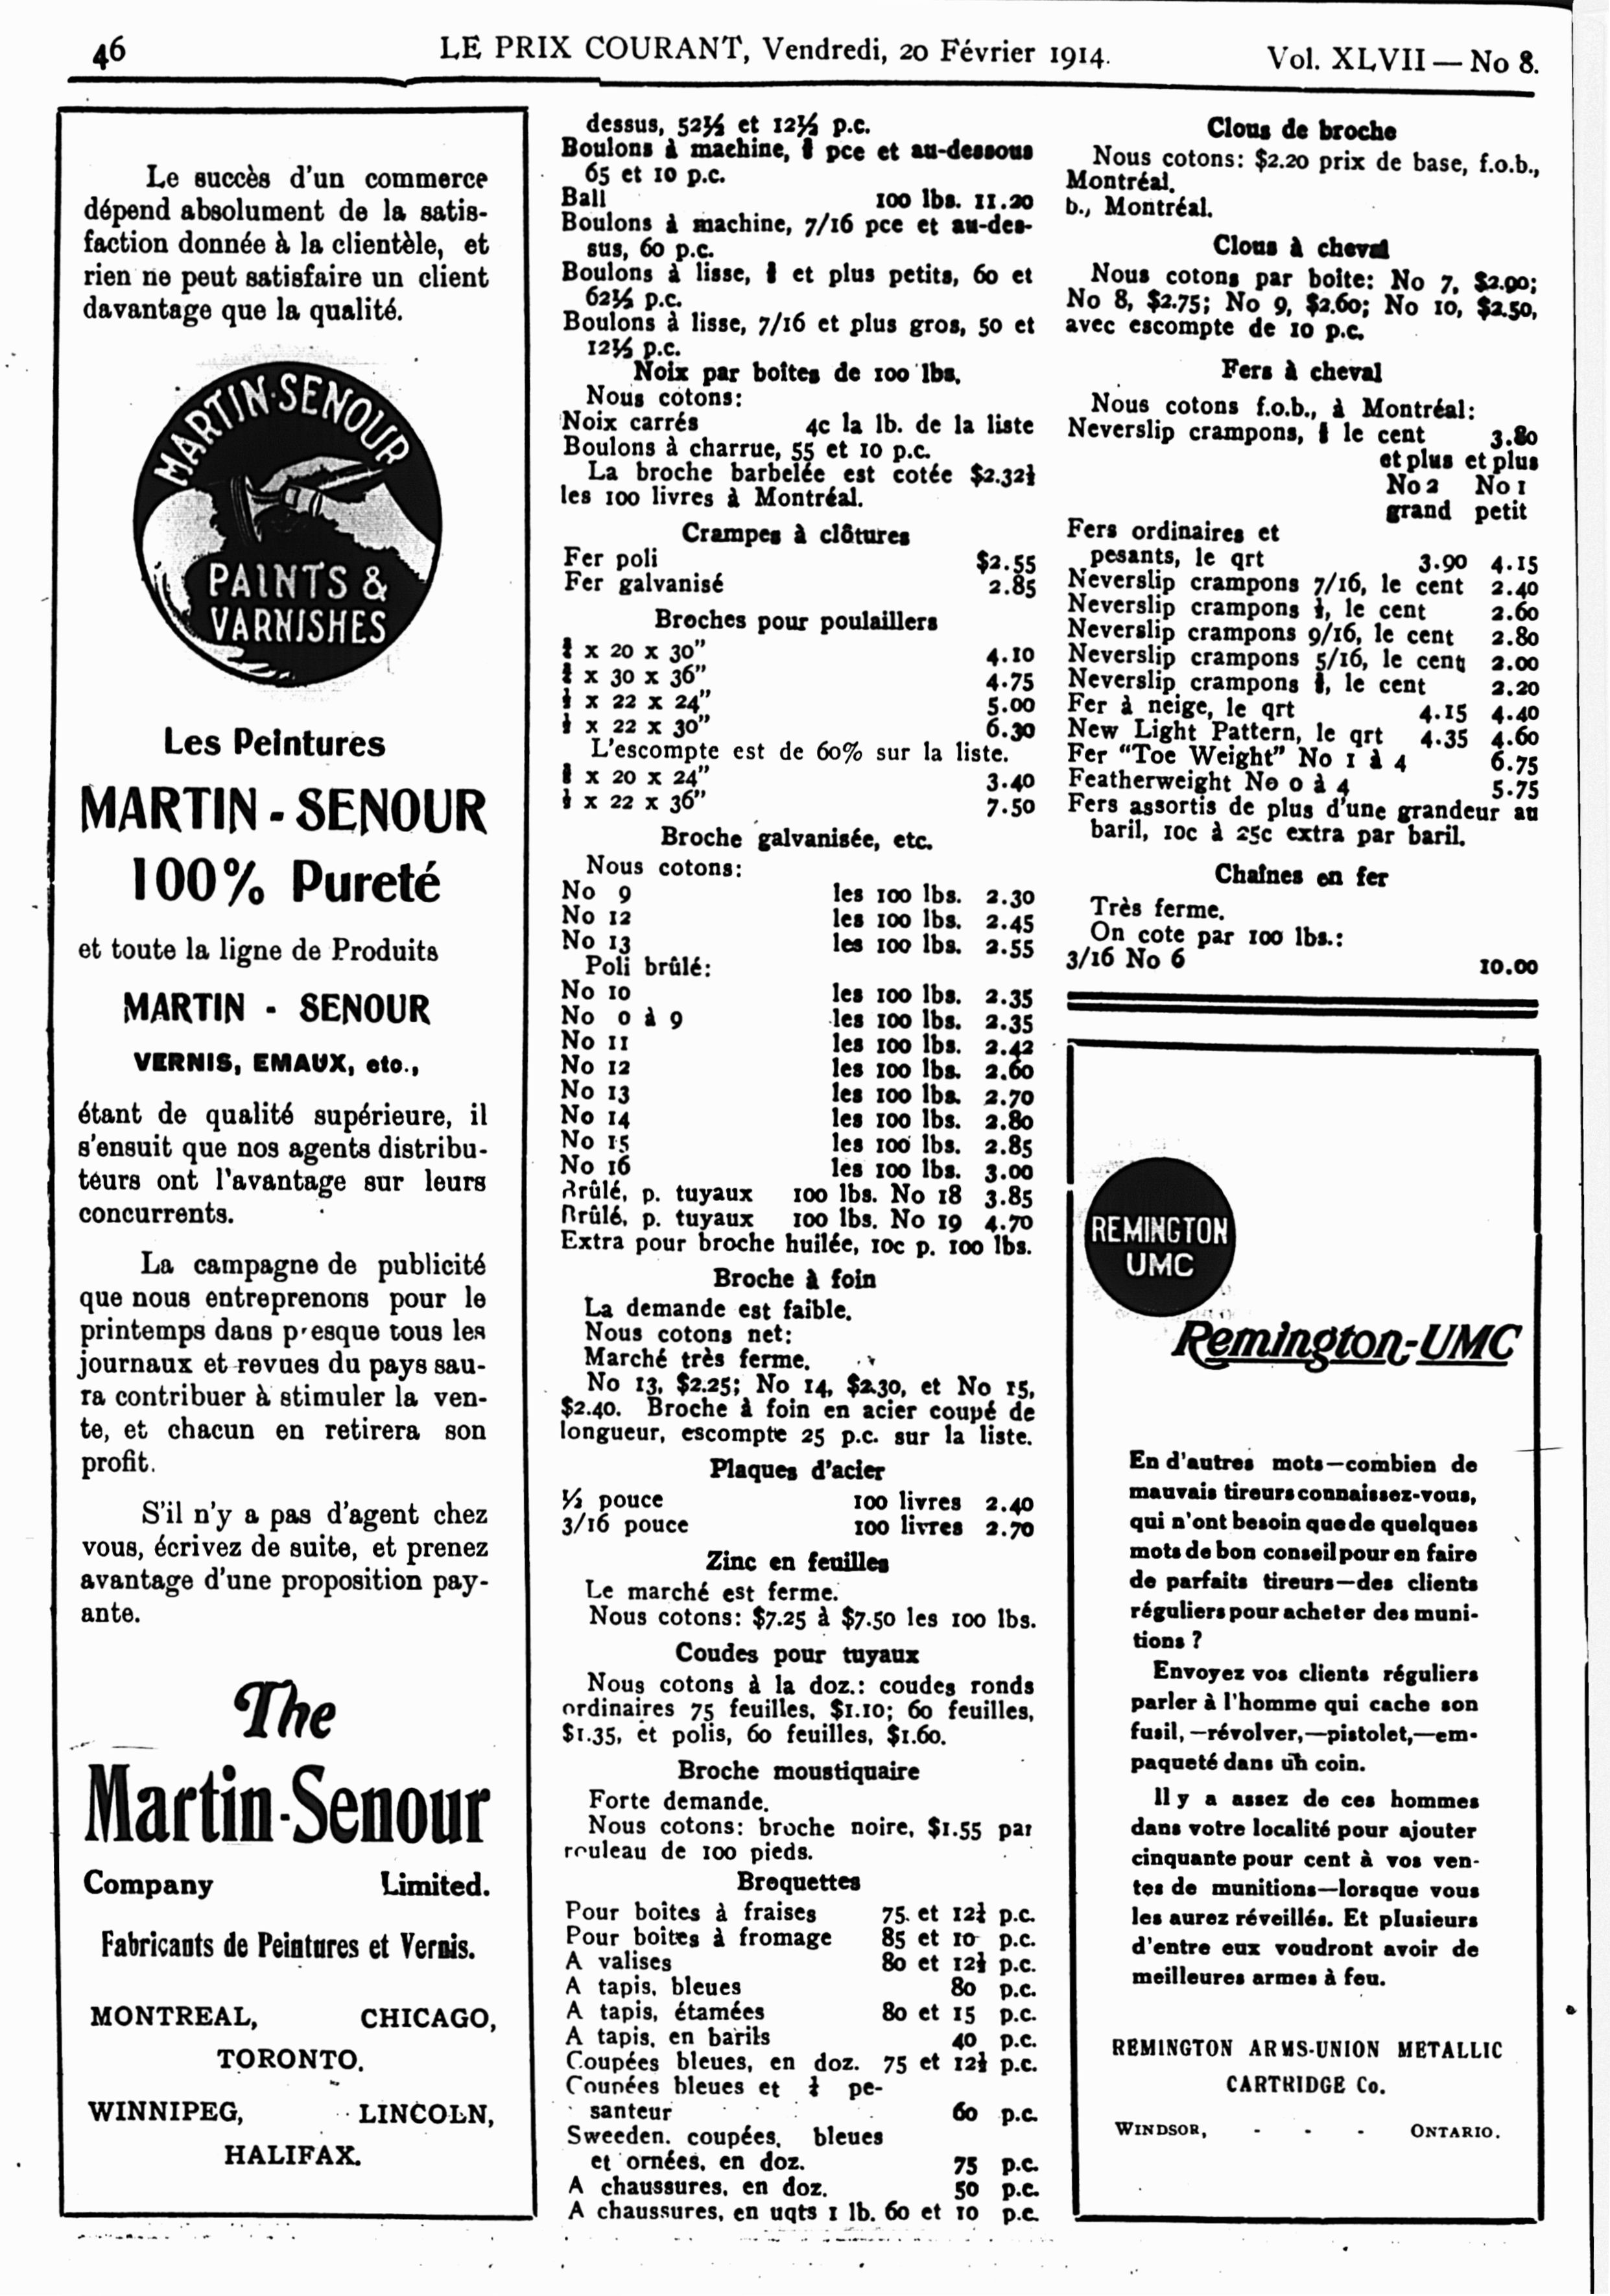 46
LE PRIX COURANT, Vendredi, 20 Février 1914.
Vol. XLVII — No 8.
Le succès d'un commerce
dépend absolument de la satis-
faction donnée à la clientèle, et
rien ne peut satisfaire un client
davantage que la qualité.
MARTIN-SENOUR
PAINTS &
VARNISHES
Les Peintures
MARTIN - SENOUR
100% Pureté
et toute la ligne de Produits
MARTIN - SENOUR
VERNIS, EMAUX, etc.,
étant de qualité supérieure, il
s'ensuit que nos agents distribu-
teurs ont l'avantage sur leurs
concurrents.
La campagne de publicité
que nous entreprenons pour le
printemps dans presque tous les
journaux et revues du pays sau-
ra contribuer à stimuler la ven-
te, et chacun en retirera son
profit.
S'il n'y a pas d'agent chez
vous, écrivez de suite, et prenez
avantage d'une proposition pay-
ante.
The
Martin-Senour
Company Limited.
Fabricants de Peintures et Vernis.
MONTREAL, CHICAGO,
TORONTO.
WINNIPEG, LINCOLN,
HALIFAX.
dessus, 52½ et 12½ p.c.
Boulons à machine, pce et au-dessous
65 et 10 p.c.
Ball 100 lbs. 11.20
Boulons à machine, 7/16 pce et au-des-
sus, 60 p.c.
Boulons à lisse, et plus petits, 60 et
62½ p.c.
Boulons à lisse, 7/16 et plus gros, 50 et
12½ p.c.
Noix par boîtes de 100 lbs.
Nous cotons:
Noix carrés 4c la lb. de la liste
Boulons à charrue, 55 et 10 p.c.
La broche barbelée est cotée $2.32½
les 100 livres à Montréal.
Crampes à clôtures
Fer poli $2.55
Fer galvanisé 2.85
Broches pour poulaillers
x 20 x 30" 4.10
x 30 x 36" 4.75
x 22 x 24" 5.00
x 22 x 30" 6.30
L'escompte est de 60% sur la liste.
x 20 x 24" 3.40
x 22 x 36" 7.50
Broche galvanisée, etc.
Nous cotons:
No 9 les 100 lbs. 2.30
No 12 les 100 lbs. 2.45
No 13 les 100 lbs. 2.55
Poli brûlé:
No 10 les 100 lbs. 2.35
No 0 à 9 les 100 lbs. 2.35
No 11 les 100 lbs. 2.42
No 12 les 100 lbs. 2.60
No 13 les 100 lbs. 2.70
No 14 les 100 lbs. 2.80
No 15 les 100 lbs. 2.85
No 16 les 100 lbs. 3.00
Brûlé, p. tuyaux 100 lbs. No 18 3.85
Brûlé, p. tuyaux 100 lbs. No 19 4.70
Extra pour broche huilée, 10c p. 100 lbs.
Broche à foin
La demande est faible.
Nous cotons net:
Marché très ferme.
No 13, $2.25; No 14, $2.30, et No 15,
$2.40. Broche à foin en acier coupé de
longueur, escompte 25 p.c. sur la liste.
Plaques d'acier
½ pouce 100 livres 2.40
3/16 pouce 100 livres 2.70
Zinc en feuilles
Le marché est ferme.
Nous cotons: $7.25 à $7.50 les 100 lbs.
Coudes pour tuyaux
Nous cotons à la doz.: coudes ronds
ordinaires 75 feuilles, $1.10; 60 feuilles,
$1.35, et polis, 60 feuilles, $1.60.
Broche moustiquaire
Forte demande.
Nous cotons: broche noire, $1.55 par
rouleau de 100 pieds.
Broquettes
Pour boîtes à fraises 75 et 12½ p.c.
Pour boîtes à fromage 85 et 10 p.c.
A valises 80 et 12½ p.c.
A tapis, bleues 80 p.c.
A tapis, étamées 80 et 15 p.c.
A tapis, en barils 40 p.c.
Coupées bleues, en doz. 75 et 12½ p.c.
Coupées bleues et pe-
santeur 60 p.c.
Sweeden. coupées, bleues
et ornées, en doz. 75 p.c.
A chaussures, en doz. 50 p.c.
A chaussures, en uqts 1 lb. 60 et 10 p.c.
Clous de broche
Nous cotons: $2.20 prix de base, f.o.b.,
Montréal.
b., Montréal.
Clous à cheval
Nous cotons par boite: No 7, $2.90;
No 8, $2.75; No 9, $2.60; No 10, $2.50,
avec escompte de 10 p.c.
Fers à cheval
Nous cotons f.o.b., à Montréal:
Neverslip crampons, le cent 3.80
et plus et plus
No 2 No 1
grand petit
Fers ordinaires et
pesants, le qrt 3.90 4.15
Neverslip crampons 7/16, le cent 2.40
Neverslip crampons ½, le cent 2.60
Neverslip crampons 9/16, le cent 2.80
Neverslip crampons 5/16, le cent 2.00
Neverslip crampons le cent 2.20
Fer à neige, le qrt 4.15 4.40
New Light Pattern, le qrt 4.35 4.60
Fer "Toe Weight" No 1 à 4 6.75
Featherweight No 0 à 4 5.75
Fers assortis de plus d'une grandeur au
baril, 10c à 25c extra par baril.
Chaînes en fer
Très ferme.
On cote par 100 lbs.:
3/16 No 6 10.00
REMINGTON
UMC
Remington-UMC
En d'autres mots—combien de
mauvais tireurs connaissez-vous,
qui n'ont besoin que de quelques
mots de bon conseil pour en faire
de parfaits tireurs—des clients
réguliers pour acheter des muni-
tions ?
Envoyez vos clients réguliers
parler à l'homme qui cache son
fusil,—révolver,—pistolet,—em-
paqueté dans un coin.
Il y a assez de ces hommes
dans votre localité pour ajouter
cinquante pour cent à vos ven-
tes de munitions—lorsque vous
les aurez réveillés. Et plusieurs
d'entre eux voudront avoir de
meilleures armes à feu.
REMINGTON ARMS-UNION METALLIC
CARTRIDGE Co.
WINDSOR, - - - ONTARIO.